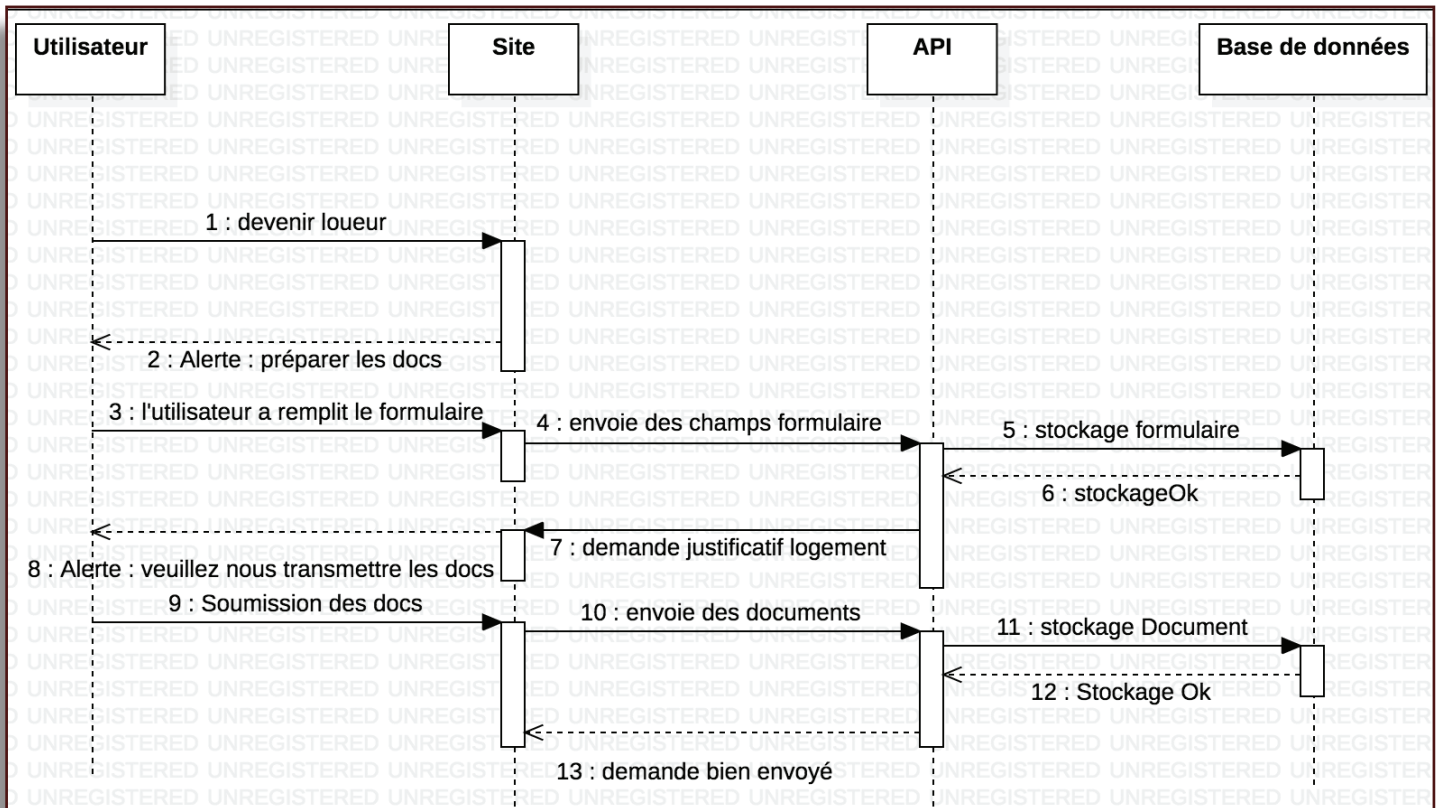 Utilisateur
Site
API
Base de données
1 : devenir loueur
2 : Alerte : préparer les docs
3 : l'utilisateur a remplit le formulaire
4 : envoie des champs formulaire
5 : stockage formulaire
6 : stockageOk
7 : demande justificatif logement
8 : Alerte : veuillez nous transmettre les docs
9 : Soumission des docs
10 : envoie des documents
11 : stockage Document
12 : Stockage Ok
13 : demande bien envoyé
UNREGISTERED